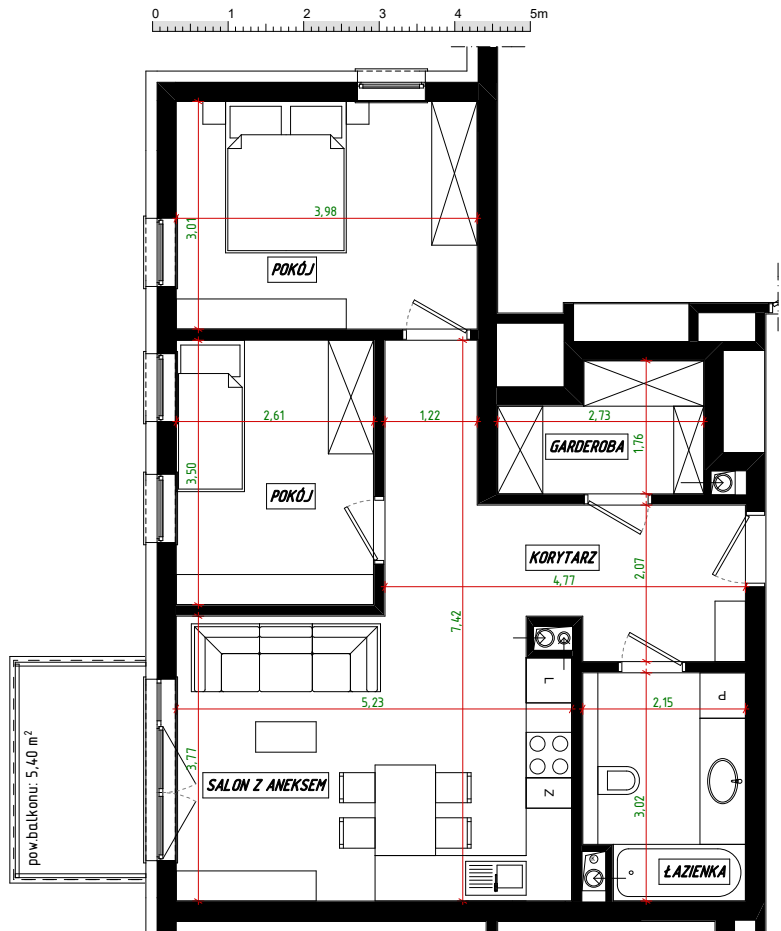 0 1 2 3 4 5m
3,98
3,01
POKÓJ
2,61
1,22
2,73
1,76
GARDEROBA
3,50
POKÓJ
KORYTARZ
2,07
4,77
7,42
L
P
5,23
2,15
3,77
SALON Z ANEKSEM
Z
3,02
pow.balkonu: 5,40 m²
ŁAZIENKA